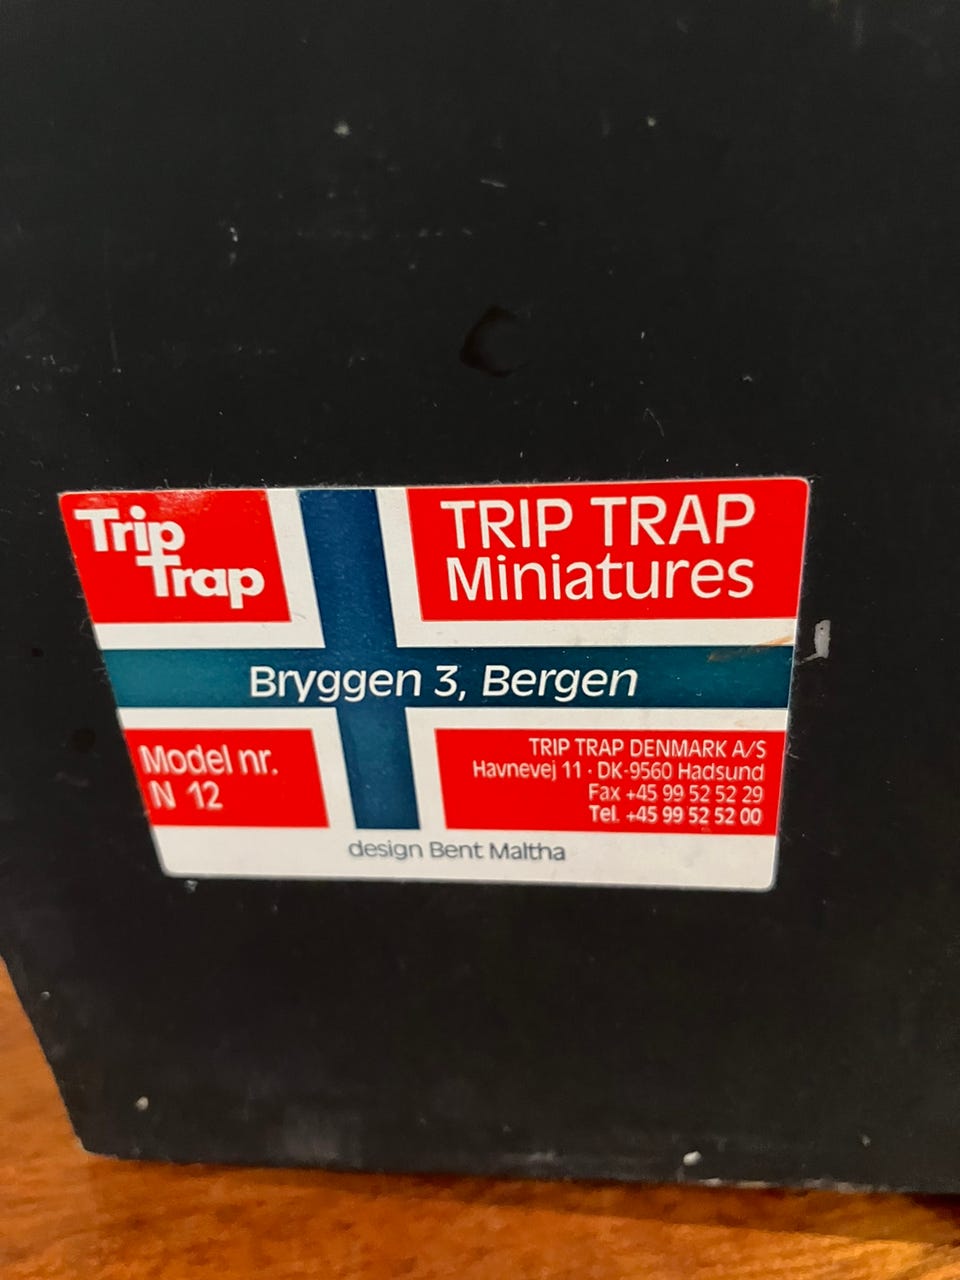 Trip
Trap
TRIP TRAP
Miniatures
Bryggen 3, Bergen
Model nr.
N 12
TRIP TRAP DENMARK A/S
Havnevej 11 · DK-9560 Hadsund
Fax +45 99 52 52 29
Tel. +45 99 52 52 00
design Bent Maltha